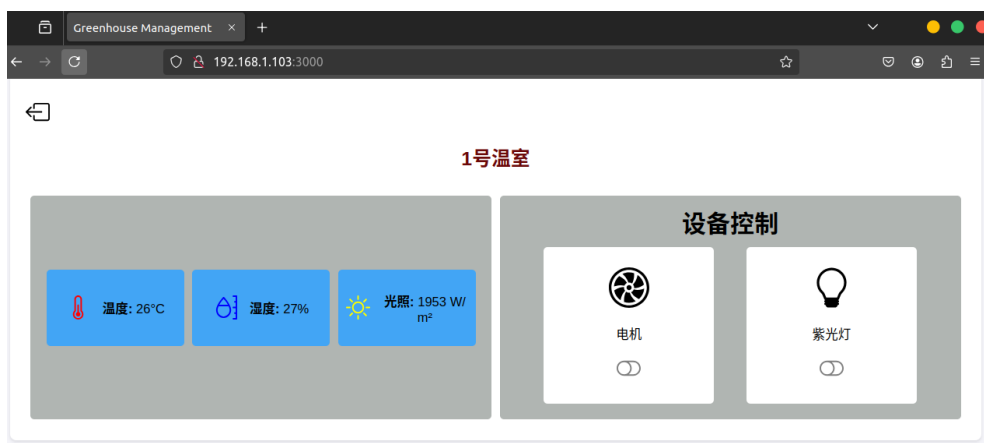 Greenhouse Management
192.168.1.103:3000
1号温室
温度: 26°C
湿度: 27%
光照: 1953 W/
m²
设备控制
电机
紫光灯